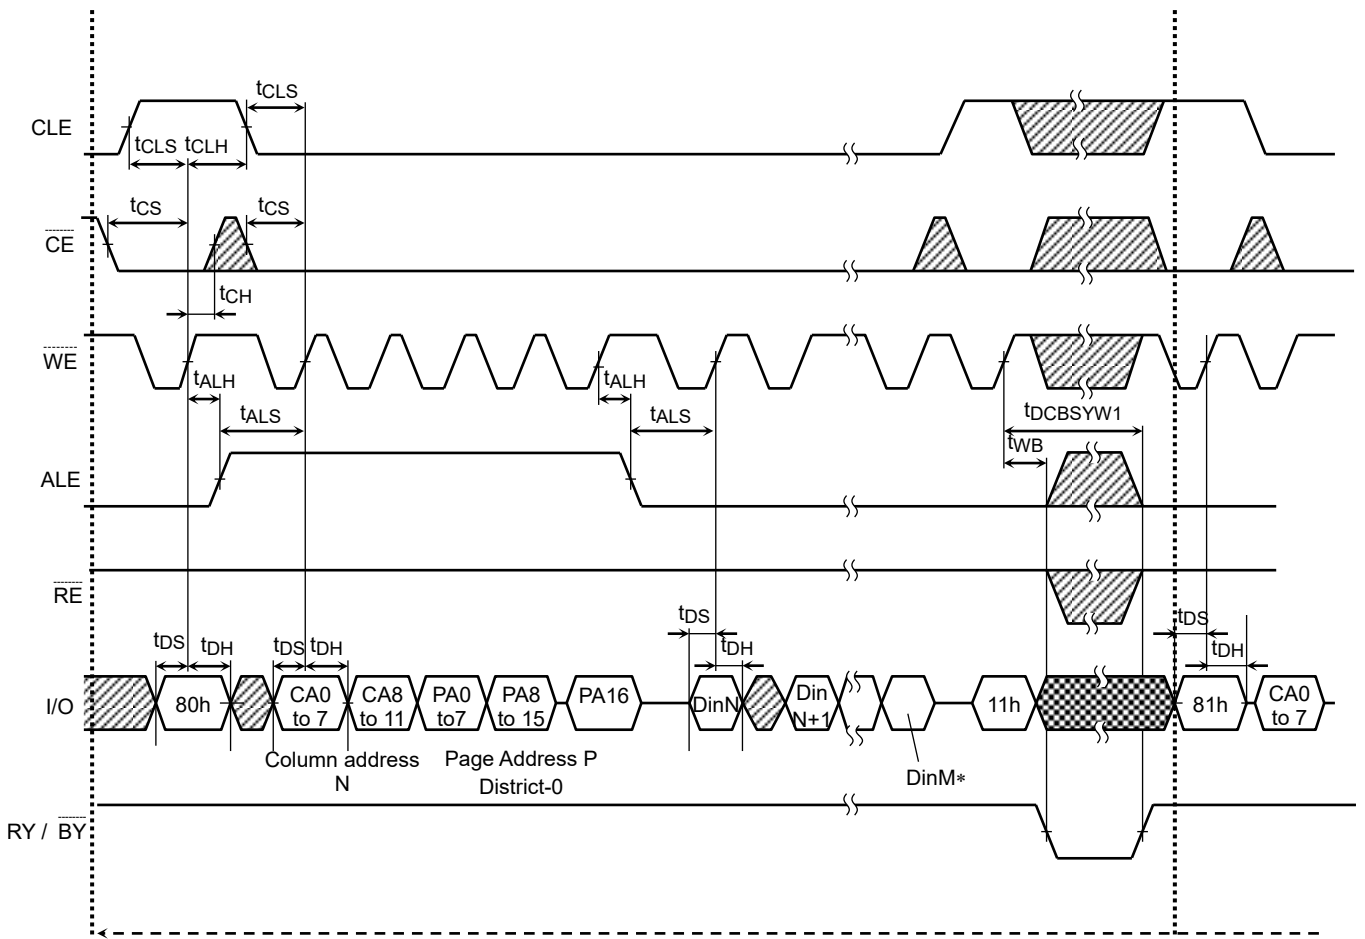 tCLS
CLE
tCLS tCLH
tCS tCS
CE
tCH
WE
tALH tALH
tALS tALS tDCBSYW1
tWB
ALE
RE
tDS tDH tDS tDH tDS tDH tDS tDH
I/O 80h CA0 to 7 CA8 to 11 PA0 to7 PA8 to 15 PA16 DinN Din N+1 11h 81h CA0 to 7
Column address N
Page Address P
District-0
DinM*
RY / BY